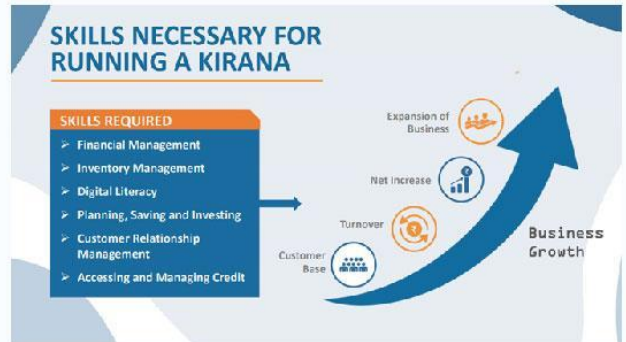 SKILLS NECESSARY FOR
RUNNING A KIRANA
SKILLS REQUIRED
➢ Financial Management
➢ Inventory Management
➢ Digital Literacy
➢ Planning, Saving and Investing
➢ Customer Relationship
Management
➢ Accessing and Managing Credit
Expansion of
Business
Net Increase
Turnover
Customer
Base
Business
Growth